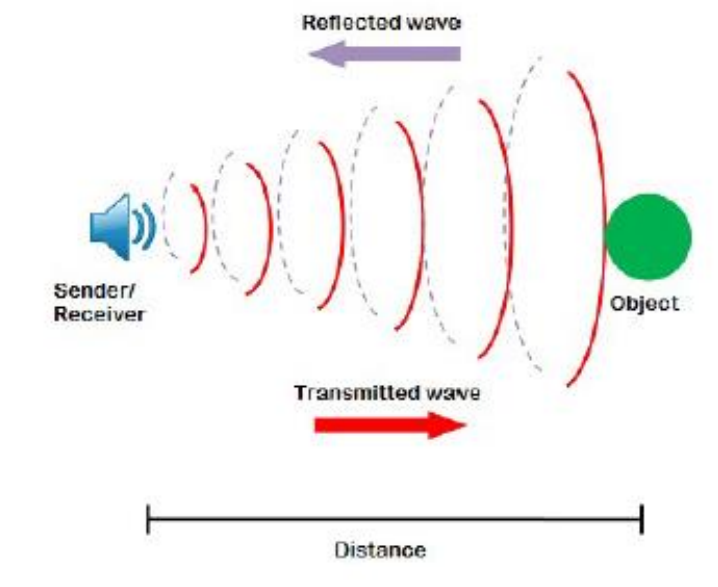 Reflected wave
Sender/
Receiver
Object
Transmitted wave
Distance